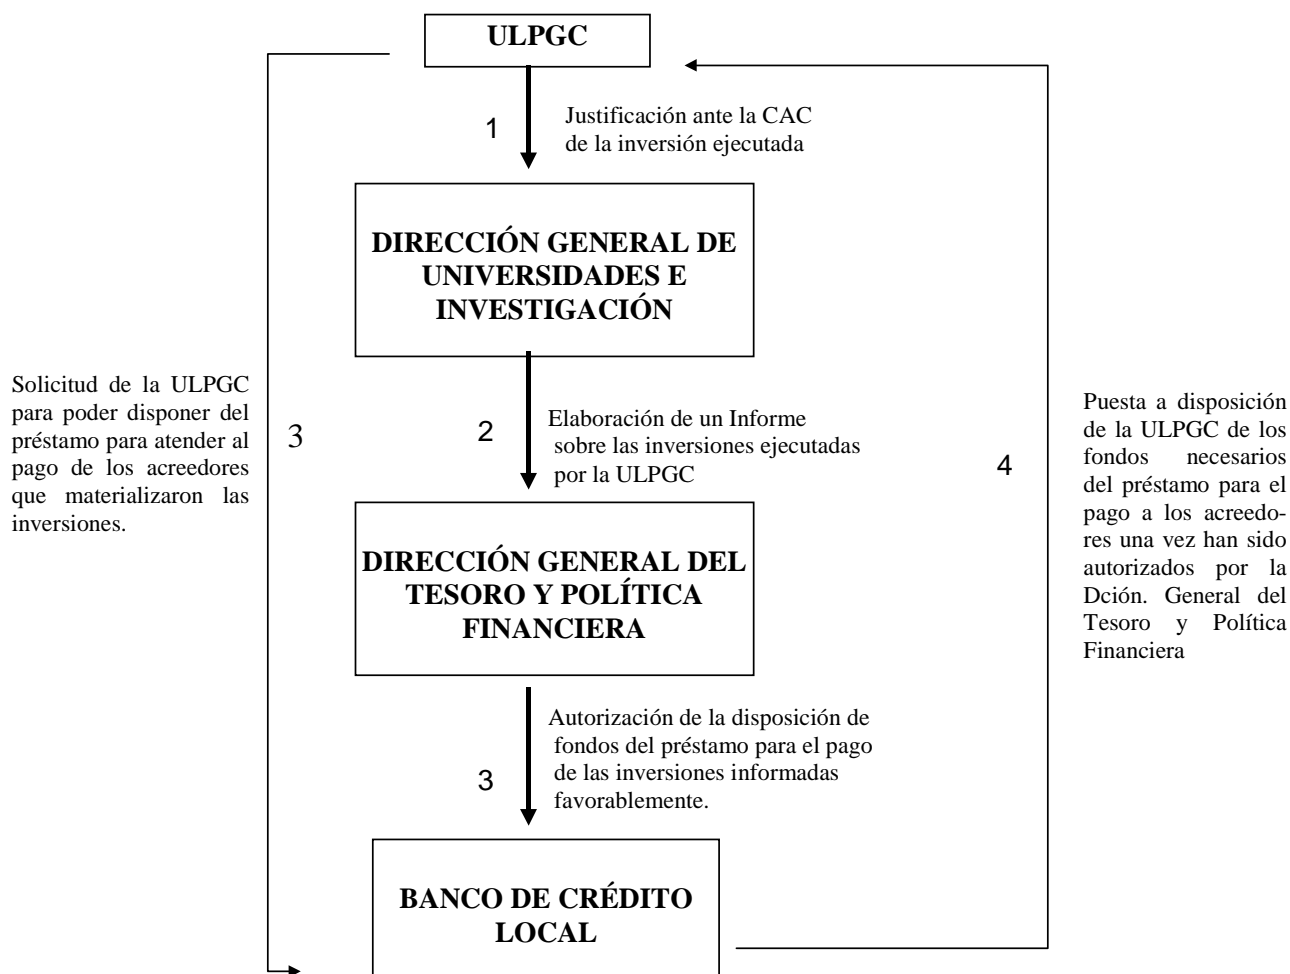 ULPGC
1
Justificación ante la CAC
de la inversión ejecutada
DIRECCIÓN GENERAL DE
UNIVERSIDADES E
INVESTIGACIÓN
Solicitud de la ULPGC
para poder disponer del
préstamo para atender al
pago de los acreedores
que materializaron las
inversiones.
3
2
Elaboración de un Informe
sobre las inversiones ejecutadas
por la ULPGC
4
Puesta a disposición
de la ULPGC de los
fondos necesarios
del préstamo para el
pago a los acreedo-
res una vez han sido
autorizados por la
Dción. General del
Tesoro y Política
Financiera
DIRECCIÓN GENERAL DEL
TESORO Y POLÍTICA
FINANCIERA
3
Autorización de la disposición de
fondos del préstamo para el pago
de las inversiones informadas
favorablemente.
BANCO DE CRÉDITO
LOCAL